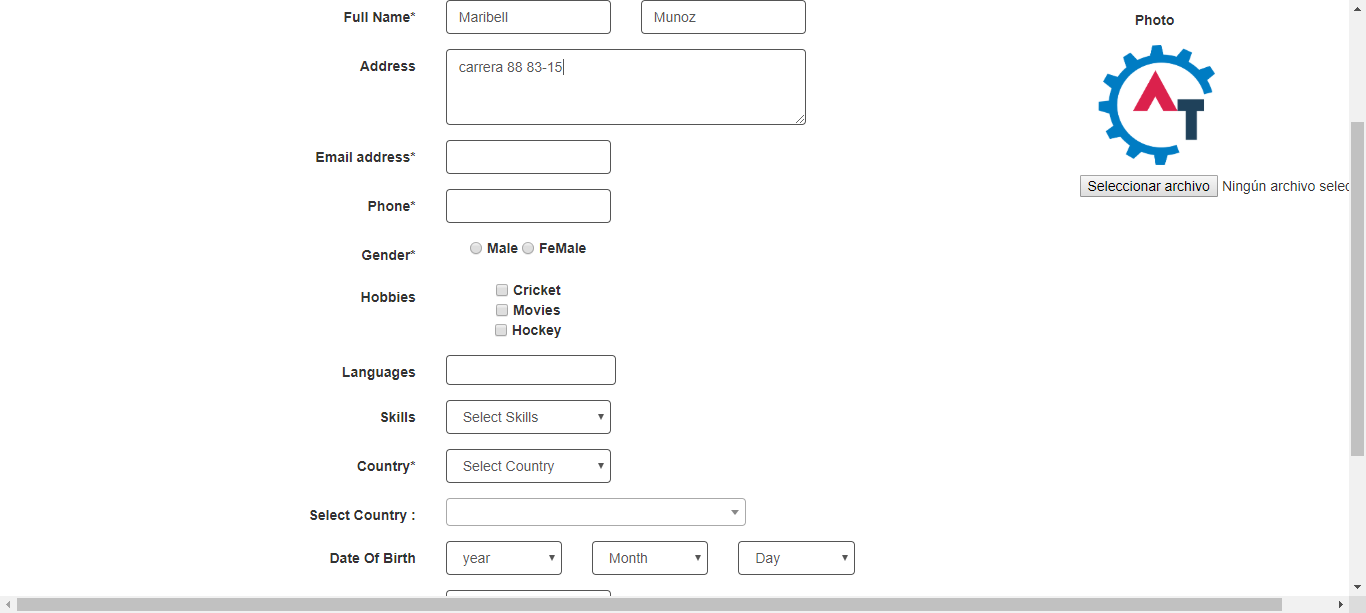 Full Name* Maribell Munoz
Photo
Address carrera 88 83-15
AT
Email address*
Seleccionar archivo Ningún archivo selec
Phone*
Gender* Male FeMale
Hobbies Cricket
Movies
Hockey
Languages
Skills Select Skills
Country* Select Country
Select Country :
Date Of Birth year Month Day